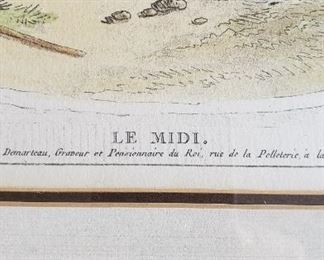 LE MIDI.
Demarteau, Graveur et Pensionnaire du Roi, rue de la Pelleterie, à la